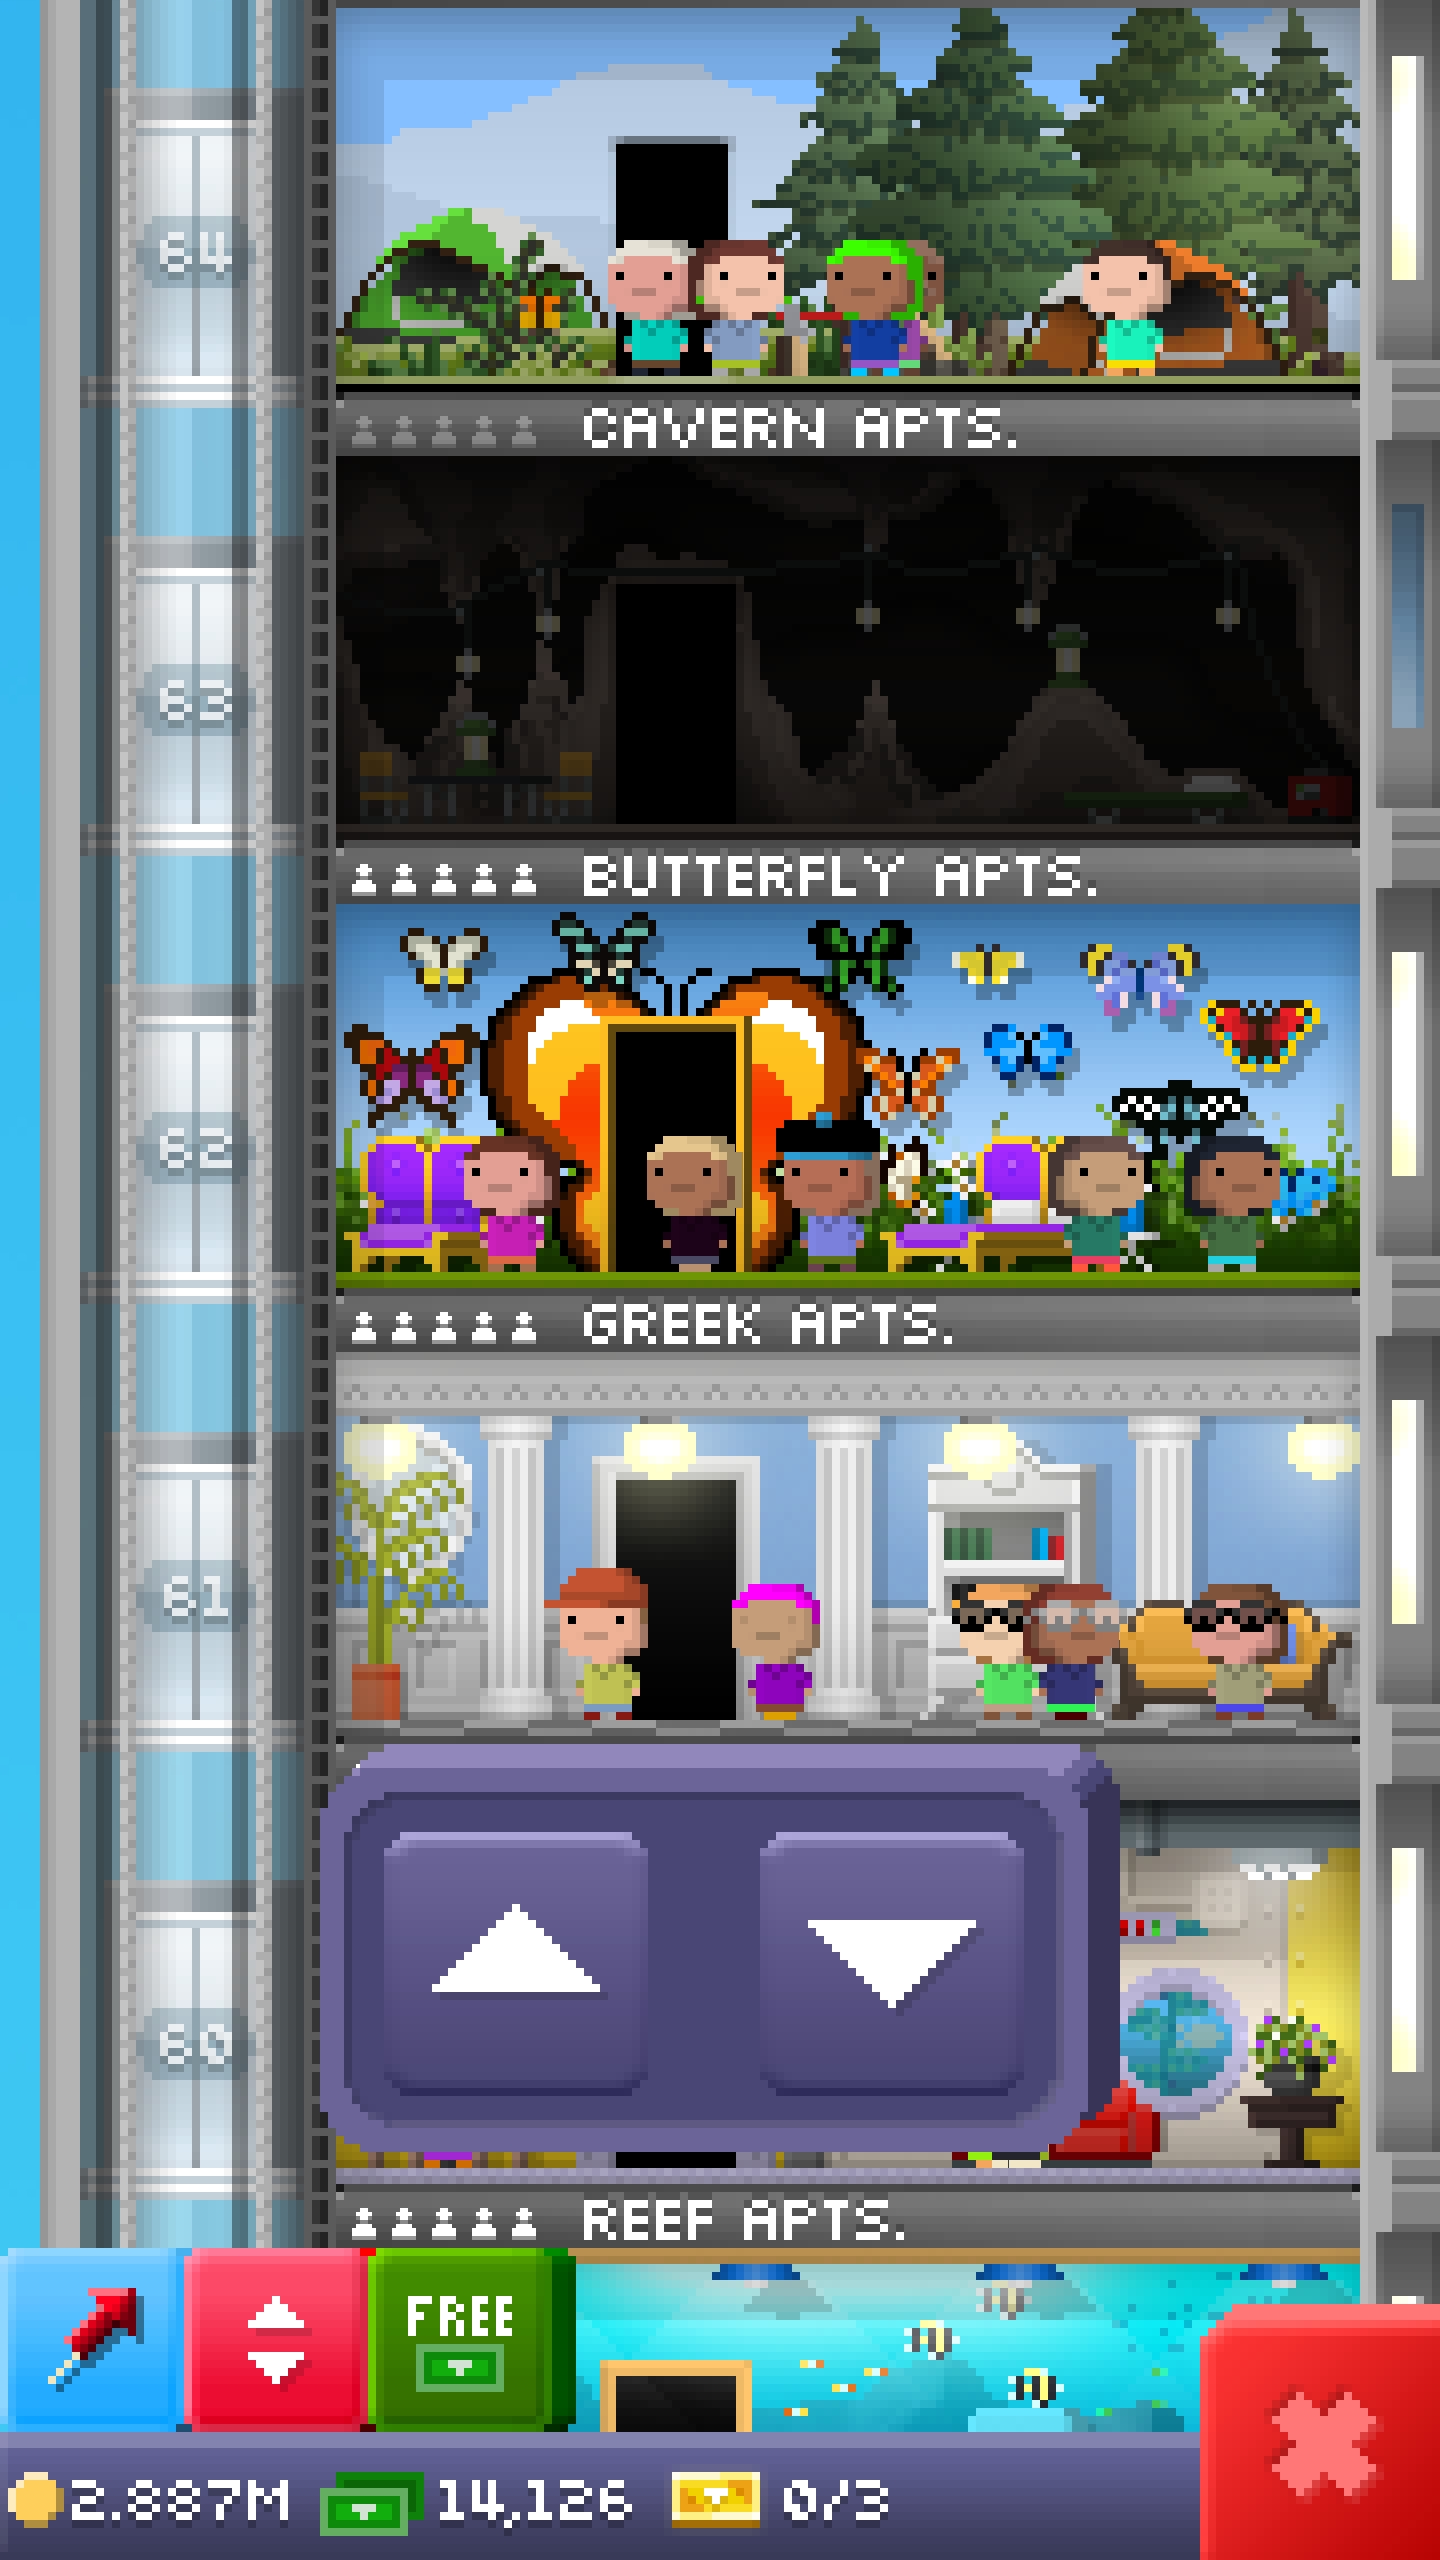 64
CAVERN APTS.
63
BUTTERFLY APTS.
62
GREEK APTS.
61
60
REEF APTS.
FREE
2.887M 14,126 0/3